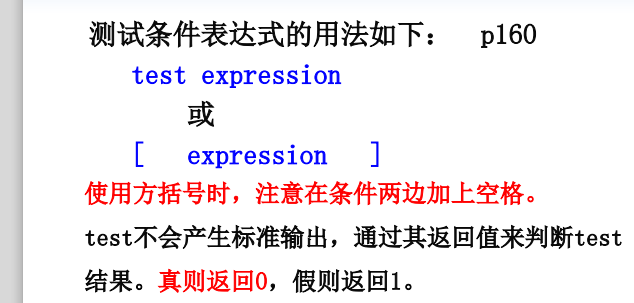 测试条件表达式的用法如下： p160
test expression
或
[ expression ]
使用方括号时，注意在条件两边加上空格。
test不会产生标准输出，通过其返回值来判断test
结果。真则返回0，假则返回1。